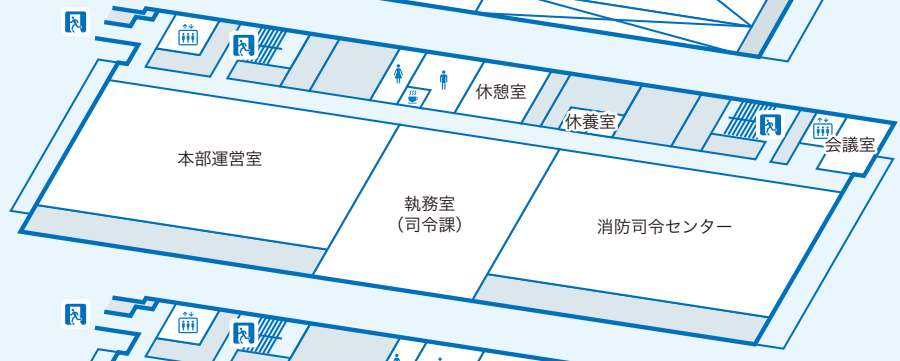 休憩室
休養室
会議室
本部運営室
執務室
（司令課）
消防司令センター